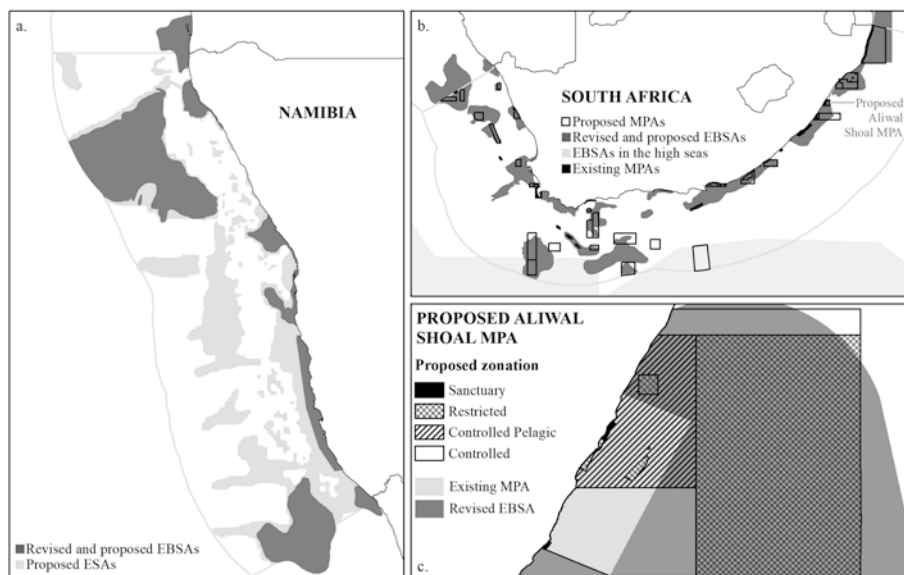 a.
NAMIBIA
Revised and proposed EBSAs
Proposed ESAs
b.
SOUTH AFRICA
Proposed MPAs
Revised and proposed EBSAs
EBSAs in the high seas
Existing MPAs
Proposed
Aliwal
Shoal MPA
PROPOSED ALIWAL
SHOAL MPA
Proposed zonation
Sanctuary
Restricted
Controlled Pelagic
Controlled
Existing MPA
Revised EBSA
c.